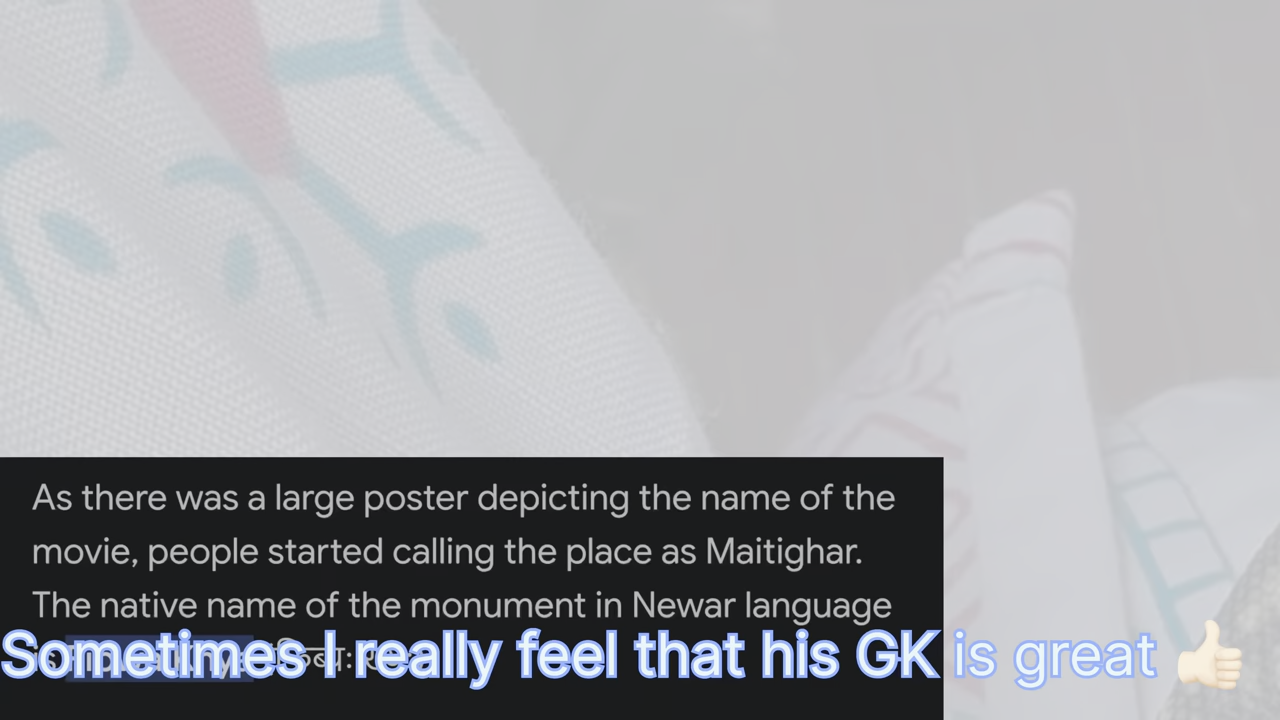 As there was a large poster depicting the name of the
movie, people started calling the place as Maitighar.
The native name of the monument in Newar language
Sometimes I really feel that his GK is great 👍🏻